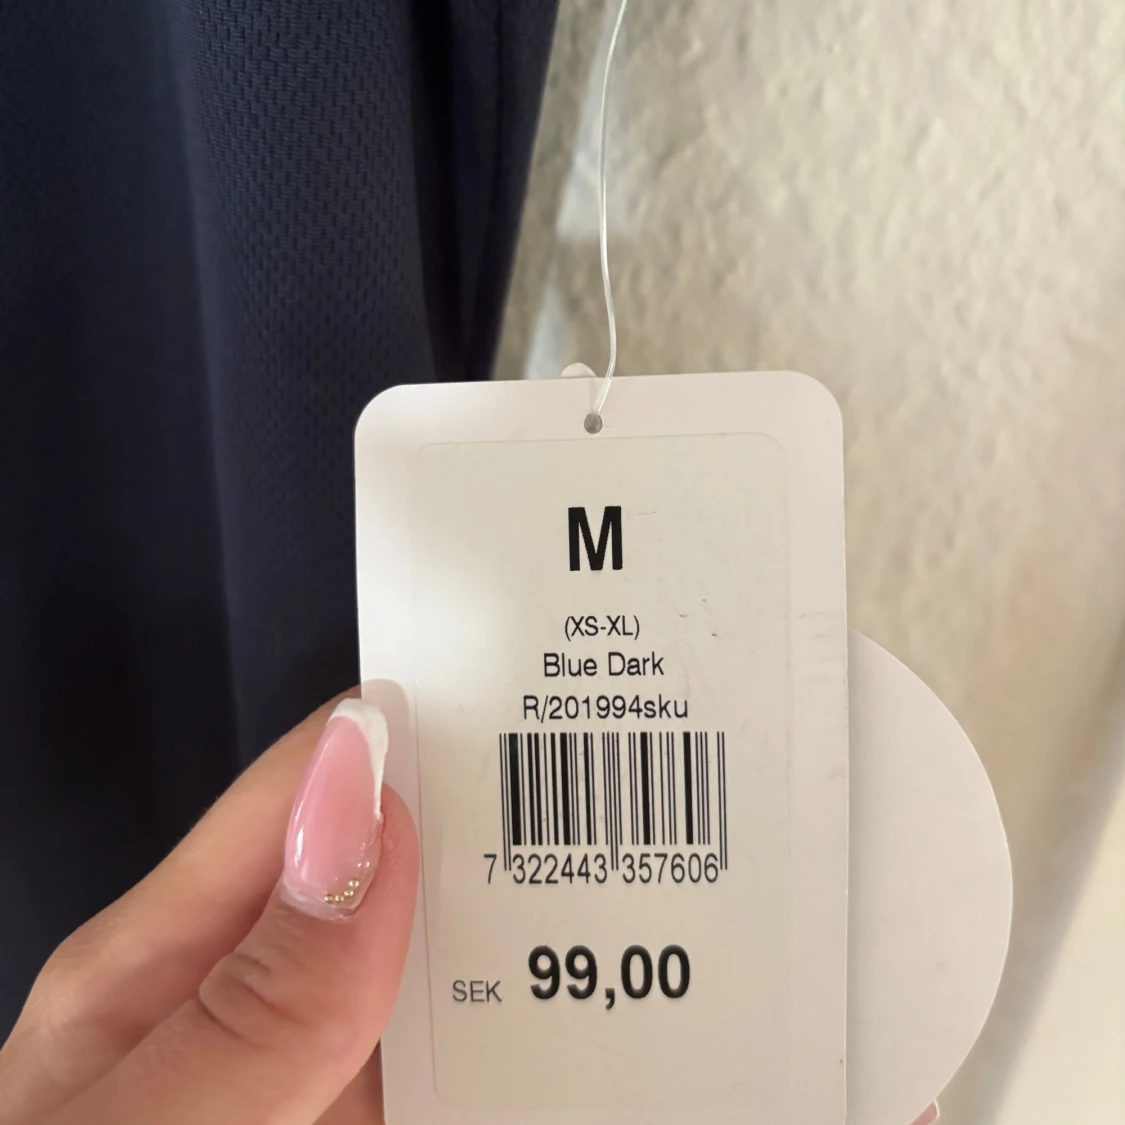 M
(XS-XL)
Blue Dark
R/201994sku
7 322443 357606
SEK 99,00